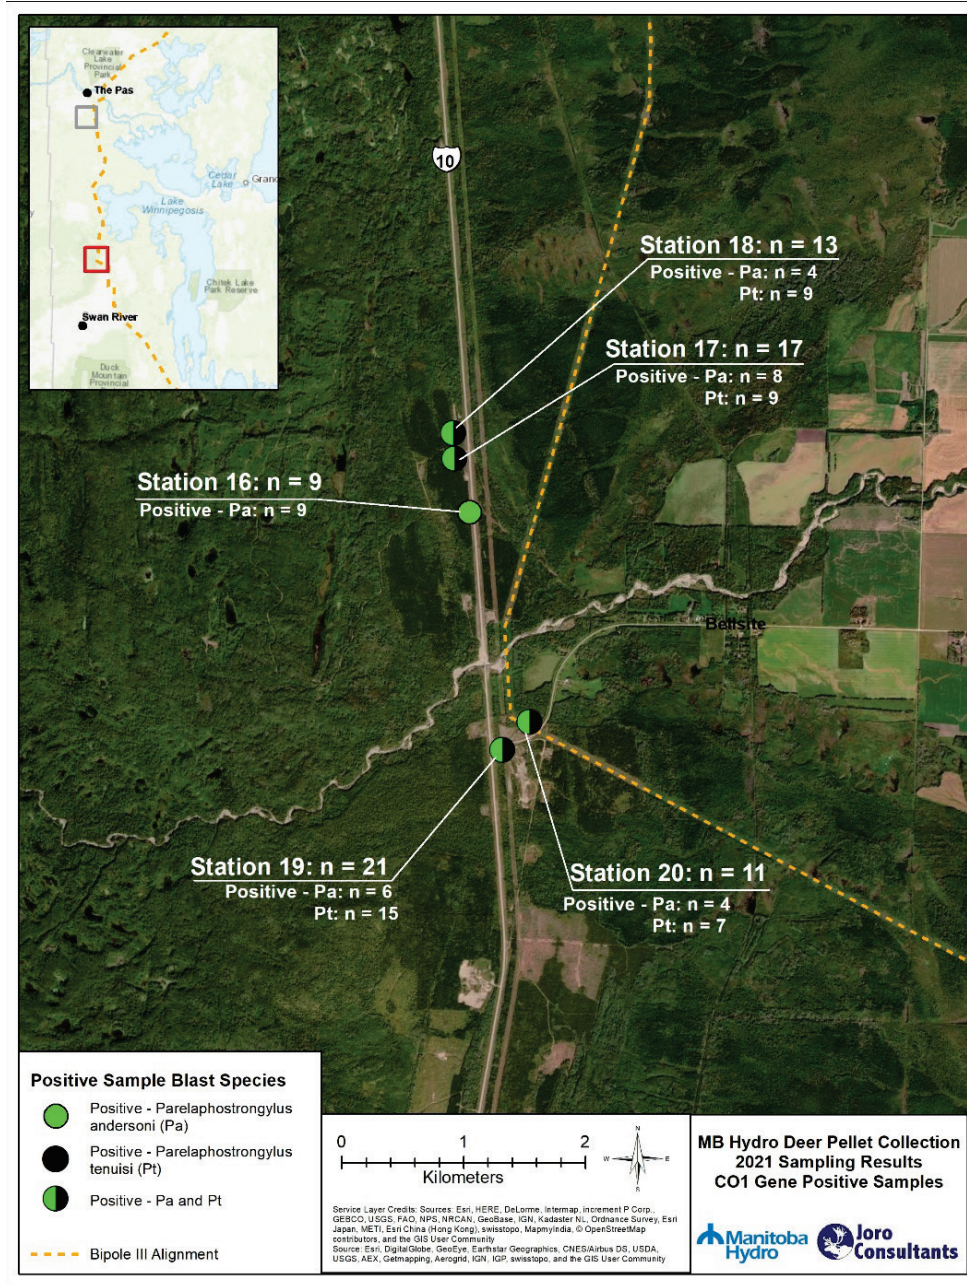 Clearwater
Lake
Provincial
Park
The Pas
Cedar
Lake
Grand
Lake
Winnipegosis
Chitek Lake
Park Reserve
Swan River
Duck
Mountain
Provincial
10
Station 18: n = 13
Positive - Pa: n = 4
Pt: n = 9
Station 17: n = 17
Positive - Pa: n = 8
Pt: n = 9
Station 16: n = 9
Positive - Pa: n = 9
Bellsite
Station 19: n = 21
Positive - Pa: n = 6
Pt: n = 15
Station 20: n = 11
Positive - Pa: n = 4
Pt: n = 7
Positive Sample Blast Species
Positive - Parelaphostrongylus
andersoni (Pa)
Positive - Parelaphostrongylus
tenuisi (Pt)
Positive - Pa and Pt
Bipole III Alignment
0 1 2
Kilometers
N
W E
S
Service Layer Credits: Sources: Esri, HERE, DeLorme, Intermap, increment P Corp.,
GEBCO, USGS, FAO, NPS, NRCAN, GeoBase, IGN, Kadaster NL, Ordnance Survey, Esri
Japan, METI, Esri China (Hong Kong), swisstopo, MapmyIndia, © OpenStreetMap
contributors, and the GIS User Community
Source: Esri, DigitalGlobe, GeoEye, Earthstar Geographics, CNES/Airbus DS, USDA,
USGS, AEX, Getmapping, Aerogrid, IGN, IGP, swisstopo, and the GIS User Community
MB Hydro Deer Pellet Collection
2021 Sampling Results
CO1 Gene Positive Samples
Manitoba
Hydro
Joro
Consultants